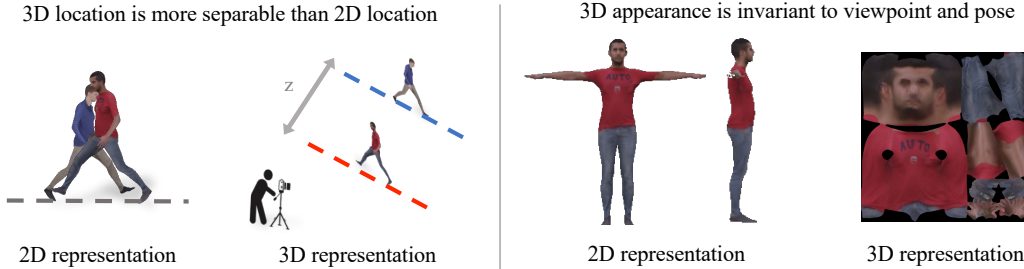 3D location is more separable than 2D location
3D appearance is invariant to viewpoint and pose
z
AUTO
AUTO
2D representation
3D representation
2D representation
3D representation